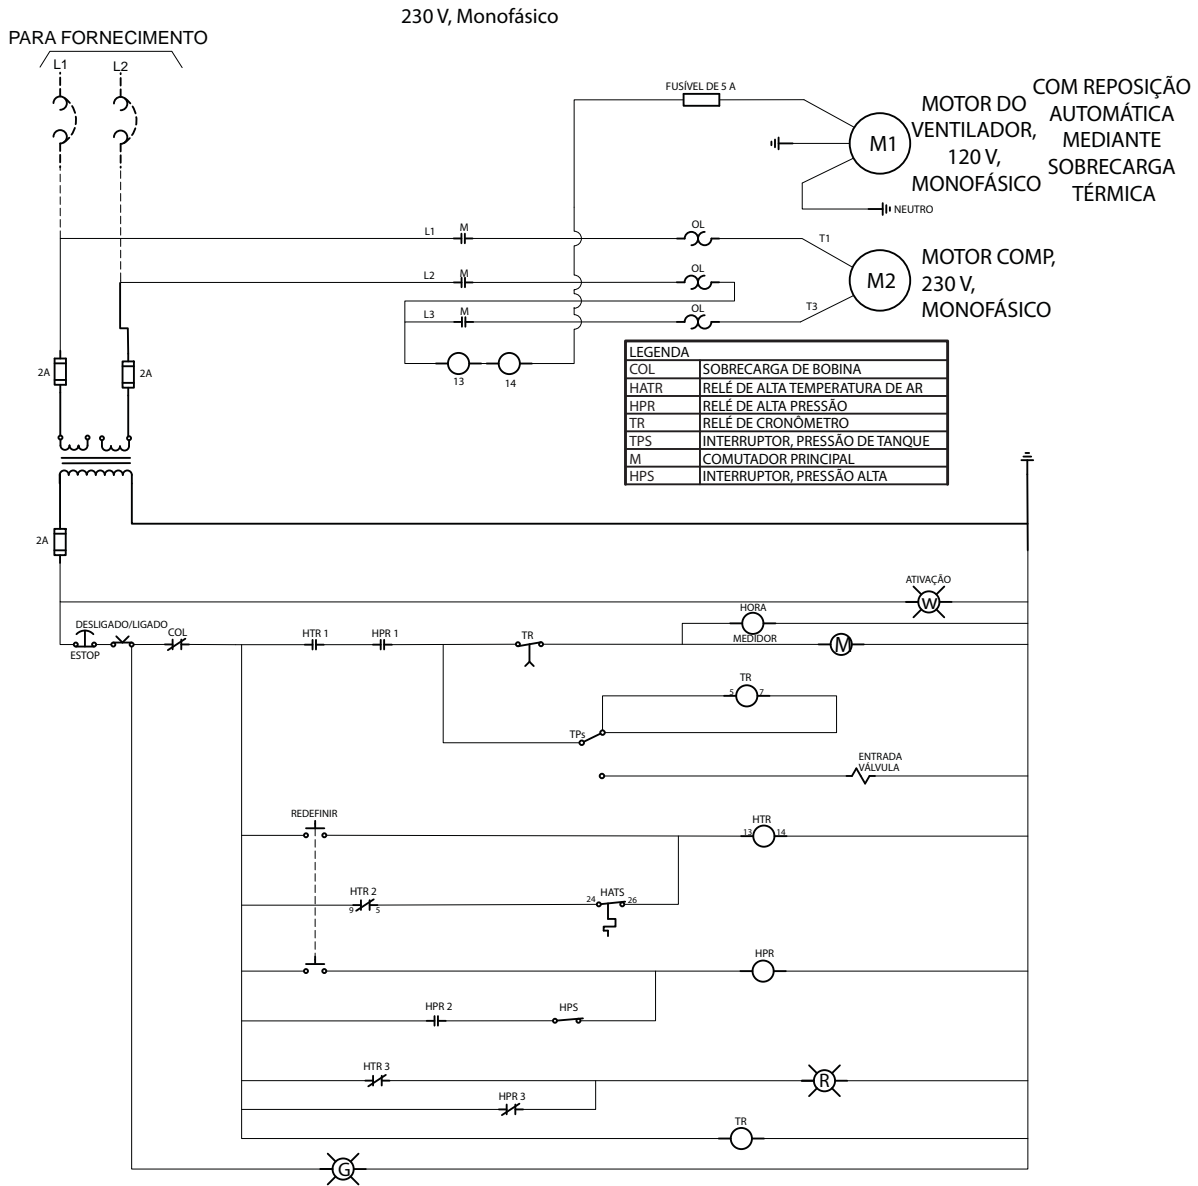 230 V, Monofásico
PARA FORNECIMENTO
L1
L2
FUSÍVEL DE 5 A
M1
MOTOR DO
VENTILADOR,
120 V,
MONOFÁSICO
COM REPOSIÇÃO
AUTOMÁTICA
MEDIANTE
SOBRECARGA
TÉRMICA
NEUTRO
L1
M
OL
T1
L2
M
OL
M2
MOTOR COMP,
230 V,
MONOFÁSICO
L3
M
OL
T3
13
14
2A
2A
LEGENDA
COL SOBRECARGA DE BOBINA
HATR RELÉ DE ALTA TEMPERATURA DE AR
HPR RELÉ DE ALTA PRESSÃO
TR RELÉ DE CRONÔMETRO
TPS INTERRUPTOR, PRESSÃO DE TANQUE
M COMUTADOR PRINCIPAL
HPS INTERRUPTOR, PRESSÃO ALTA
2A
ATIVAÇÃO
W
HORA
MEDIDOR
M
DESLIGADO/LIGADO
ESTOP
COL
HTR 1
HPR 1
TR
TR
5 7
TPs
ENTRADA
VÁLVULA
REDEFINIR
HTR
13 14
HTR 2
9 5
HATS
24 26
HPR
HPR 2
HPS
HTR 3
R
HPR 3
TR
G